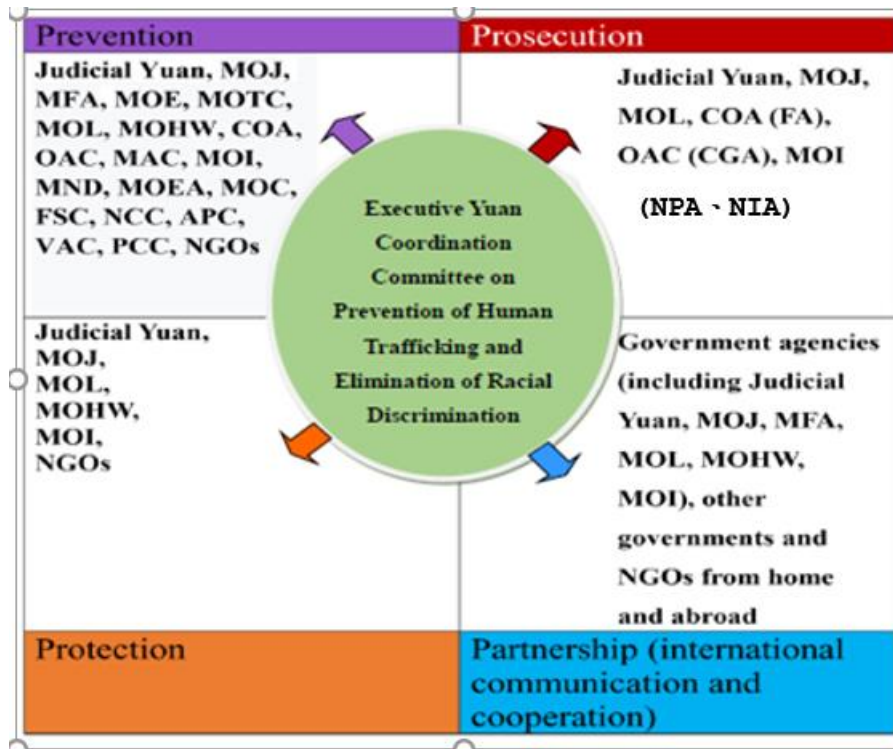 Prevention
Judicial Yuan, MOJ,
MFA, MOE, MOTC,
MOL, MOHW, COA,
OAC, MAC, MOI,
MND, MOEA, MOC,
FSC, NCC, APC,
VAC, PCC, NGOs
Prosecution
Judicial Yuan, MOJ,
MOL, COA (FA),
OAC (CGA), MOI
(NPA、NIA)
Executive Yuan
Coordination
Committee on
Prevention of Human
Trafficking and
Elimination of Racial
Discrimination
Judicial Yuan,
MOJ,
MOL,
MOHW,
MOI,
NGOs
Protection
Government agencies
(including Judicial
Yuan, MOJ, MFA,
MOL, MOHW,
MOI), other
governments and
NGOs from home
and abroad
Partnership (international
communication and
cooperation)